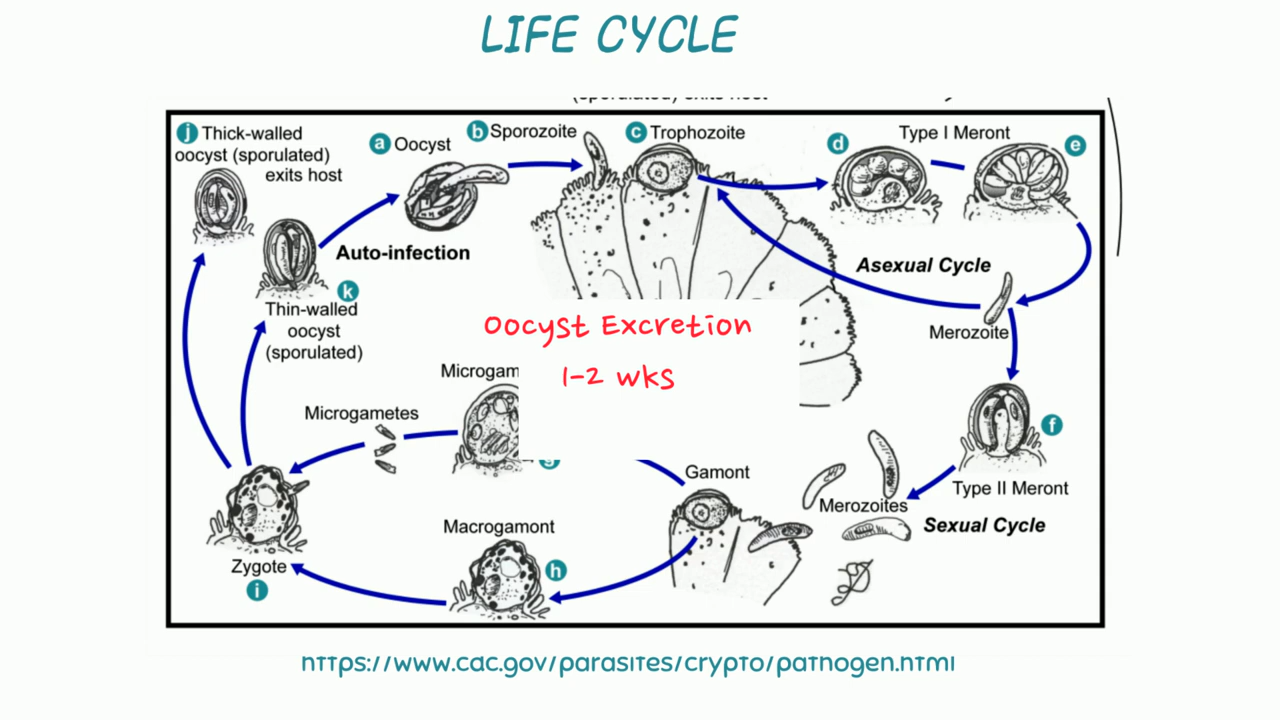 LIFE CYCLE
(sporulated) exits host
j Thick-walled
oocyst (sporulated)
exits host
a Oocyst
b Sporozoite
c Trophozoite
d
Type I Meront
e
Auto-infection
k
Thin-walled
oocyst
(sporulated)
Asexual Cycle
Merozoite
Oocyst Excretion
1-2 wks
Microgam
Microgametes
g
f
Type II Meront
Gamont
Merozoites
Sexual Cycle
Macrogamont
h
Zygote
i
https://www.cdc.gov/parasites/crypto/pathogen.html